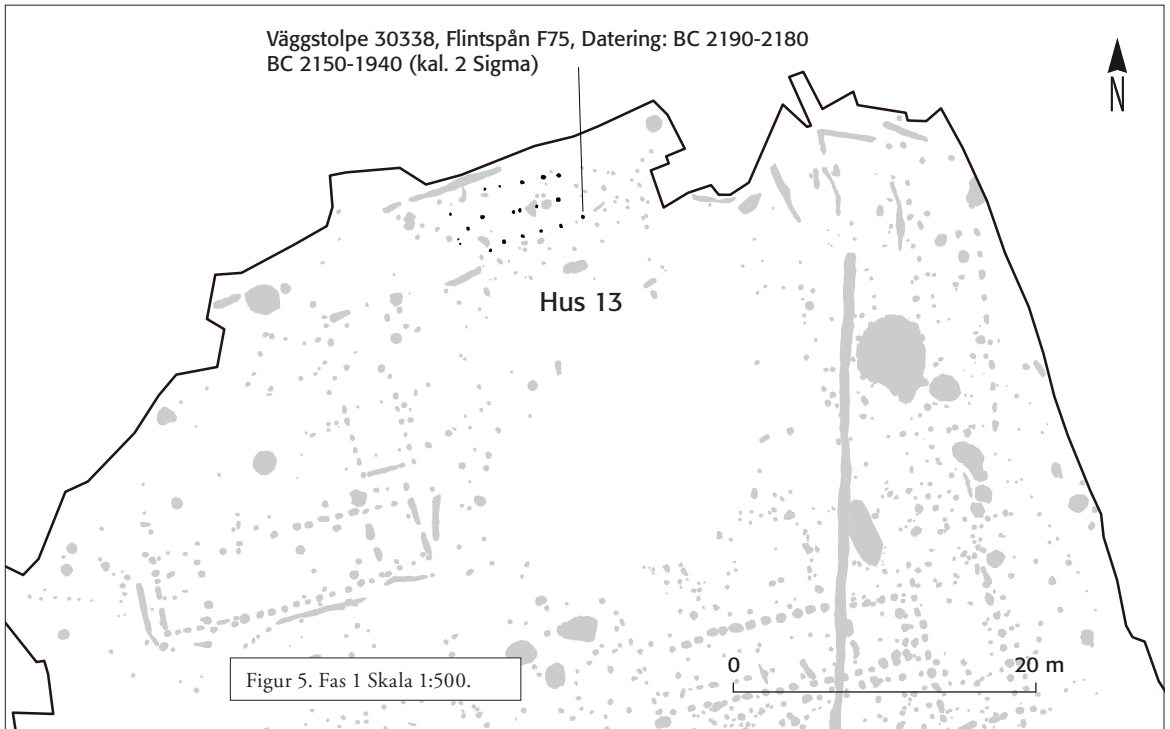 Väggstolpe 30338, Flintspån F75, Datering: BC 2190-2180
BC 2150-1940 (kal. 2 Sigma)
N
Hus 13
0 20 m
Figur 5. Fas 1 Skala 1:500.